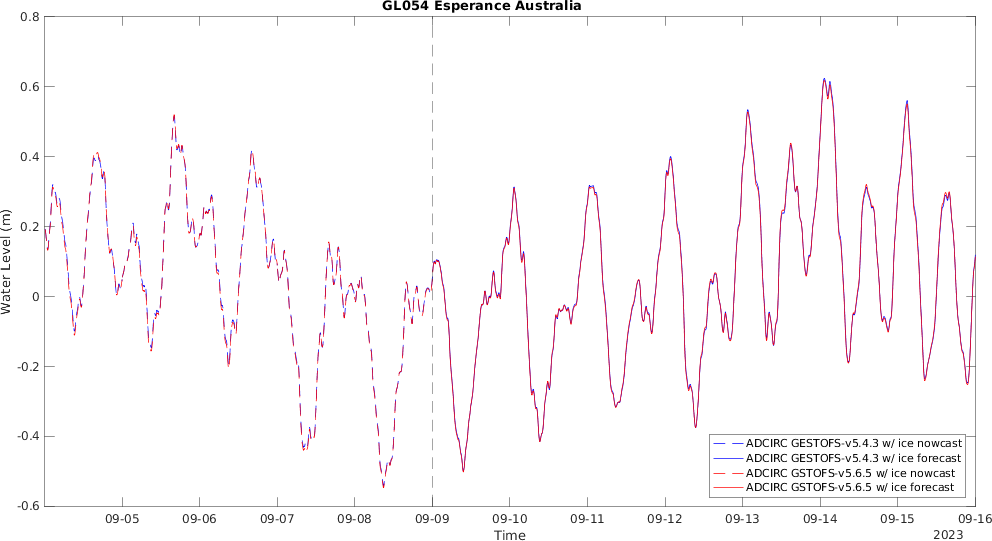 GL054 Esperance Australia
0.8
0.6
0.4
0.2
0
-0.2
-0.4
-0.6
Water Level (m)
ADCIRC GESTOFS-v5.4.3 w/ ice nowcast
ADCIRC GESTOFS-v5.4.3 w/ ice forecast
ADCIRC GSTOFS-v5.6.5 w/ ice nowcast
ADCIRC GSTOFS-v5.6.5 w/ ice forecast
09-05 09-06 09-07 09-08 09-09 09-10 09-11 09-12 09-13 09-14 09-15 09-16
Time
2023